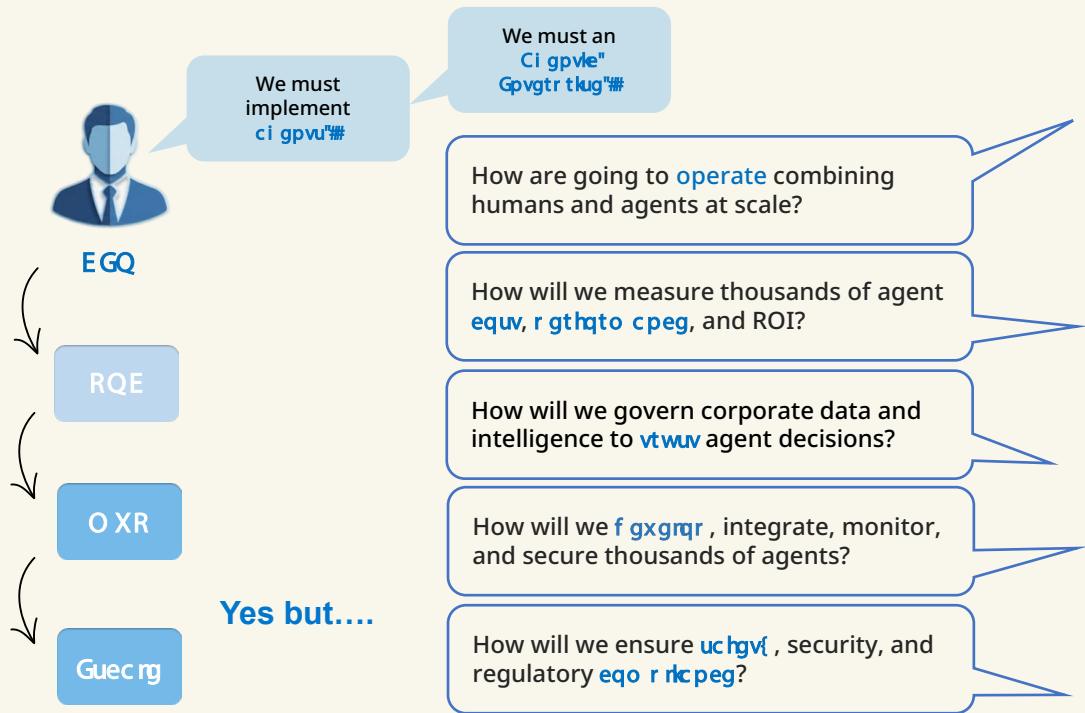 We must an
Ci gpvke"
Gpvgtr tkug"##
We must
implement
ci gpvu"##
EGQ
How are going to operate combining
humans and agents at scale?
How will we measure thousands of agent
equv, r gthqto cpeg, and ROI?
RQE
How will we govern corporate data and
intelligence to vtwuv agent decisions?
O XR
How will we f gxgnqr , integrate, monitor,
and secure thousands of agents?
Yes but....
Guec ng
How will we ensure uchgv{ , security, and
regulatory eqo r nkcpeg?